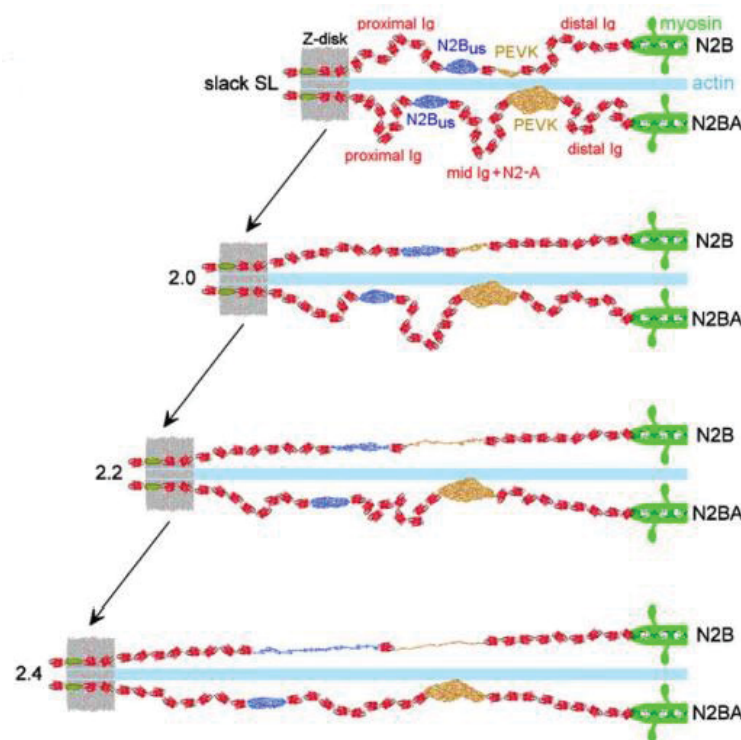 proximal Ig
distal Ig
myosin
Z-disk
N2Bus
PEVK
N2B
slack SL
actin
N2Bus
PEVK
N2BA
proximal Ig
mid Ig+N2-A
distal Ig
N2B
2.0
N2BA
N2B
2.2
N2BA
N2B
2.4
N2BA